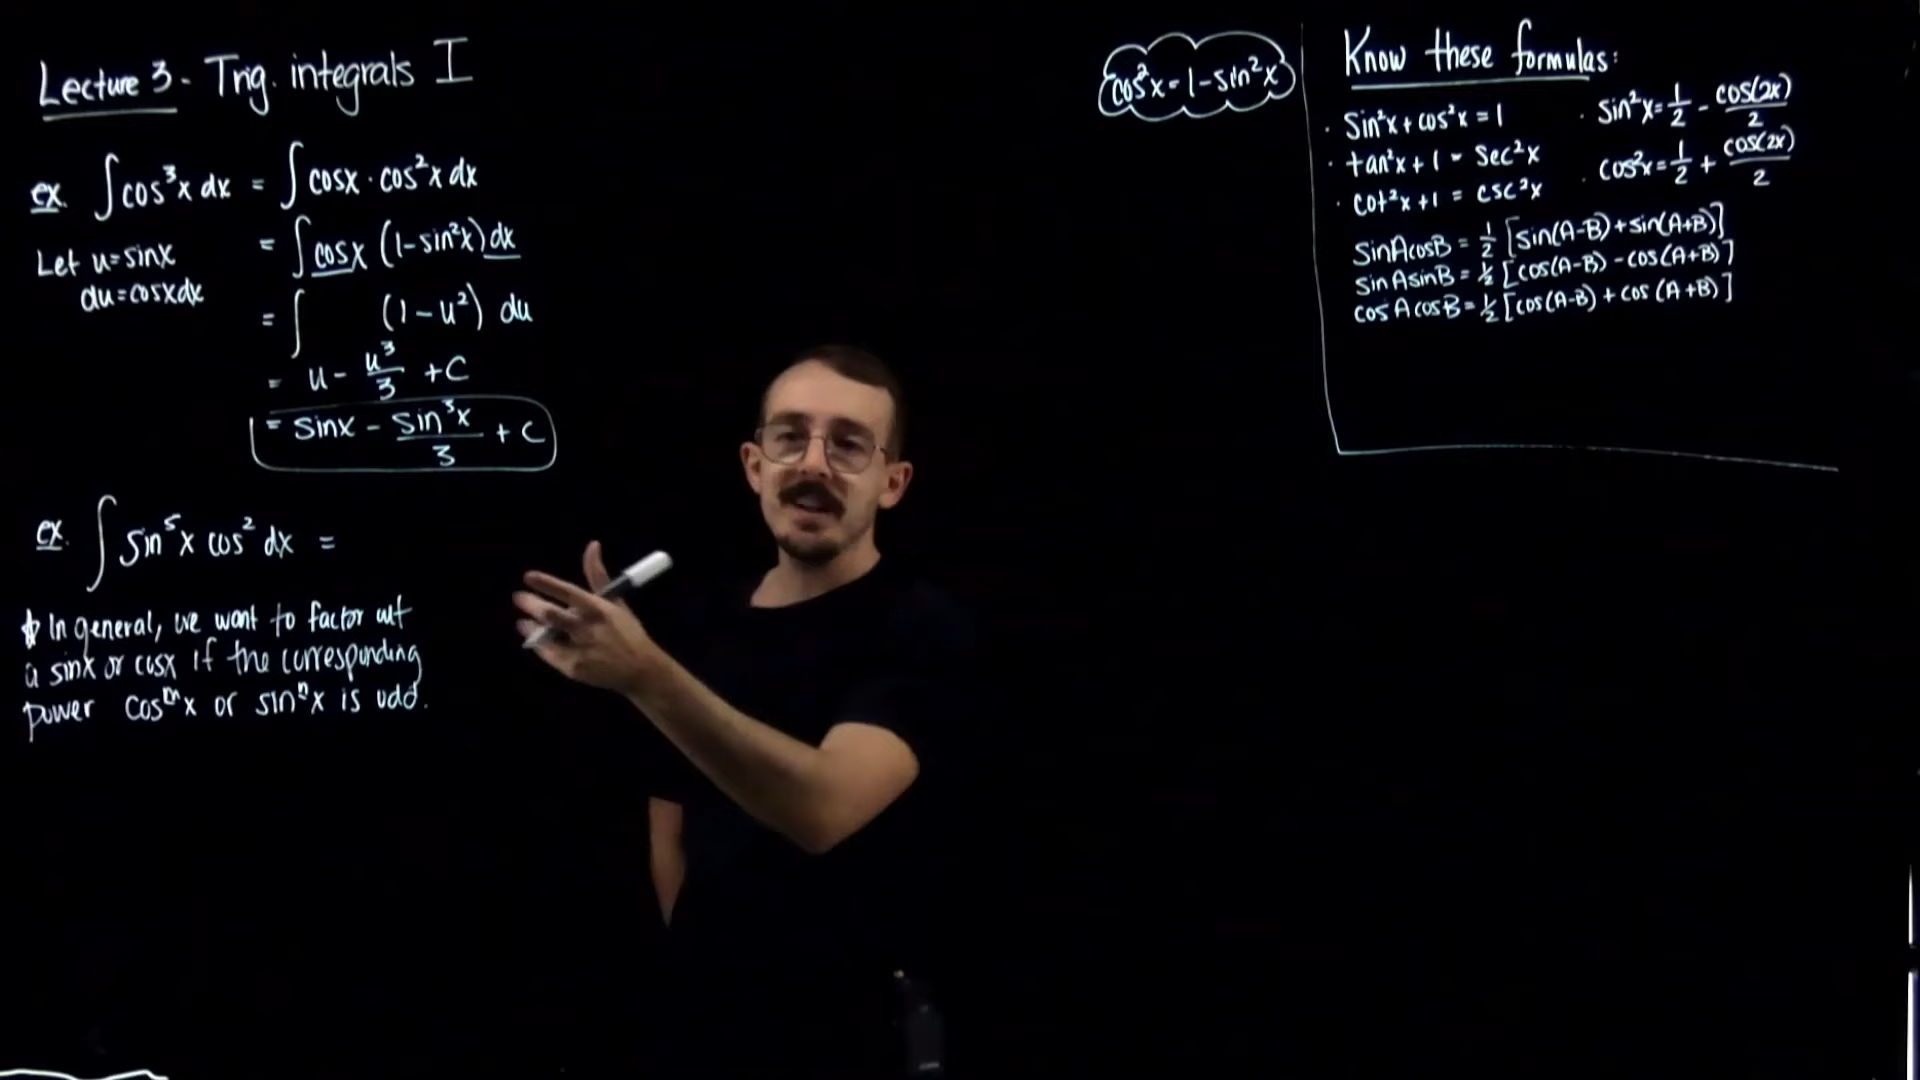 Lecture 3 - Trig. integrals I
ex. ∫cos³x dx = ∫cosx · cos²x dx
Let u=sinx
du=cosxdx
= ∫cosx (1-sin²x)dx
= ∫ (1-u²) du
= u - u³/3 + C
= sinx - sin³x/3 + C
ex. ∫sin⁵x cos² dx =
* In general, we want to factor out
a sinx or cosx if the corresponding
power cosᵐx or sinⁿx is odd.
cos²x = 1-sin²x
Know these formulas:
· sin²x + cos²x = 1
· tan²x + 1 = sec²x
· cot²x + 1 = csc²x
· sin²x = 1/2 - cos(2x)/2
· cos²x = 1/2 + cos(2x)/2
sinAcosB = 1/2 [sin(A-B)+sin(A+B)]
sinAsinB = 1/2 [cos(A-B) - cos(A+B)]
cosAcosB = 1/2 [cos(A-B) + cos(A+B)]